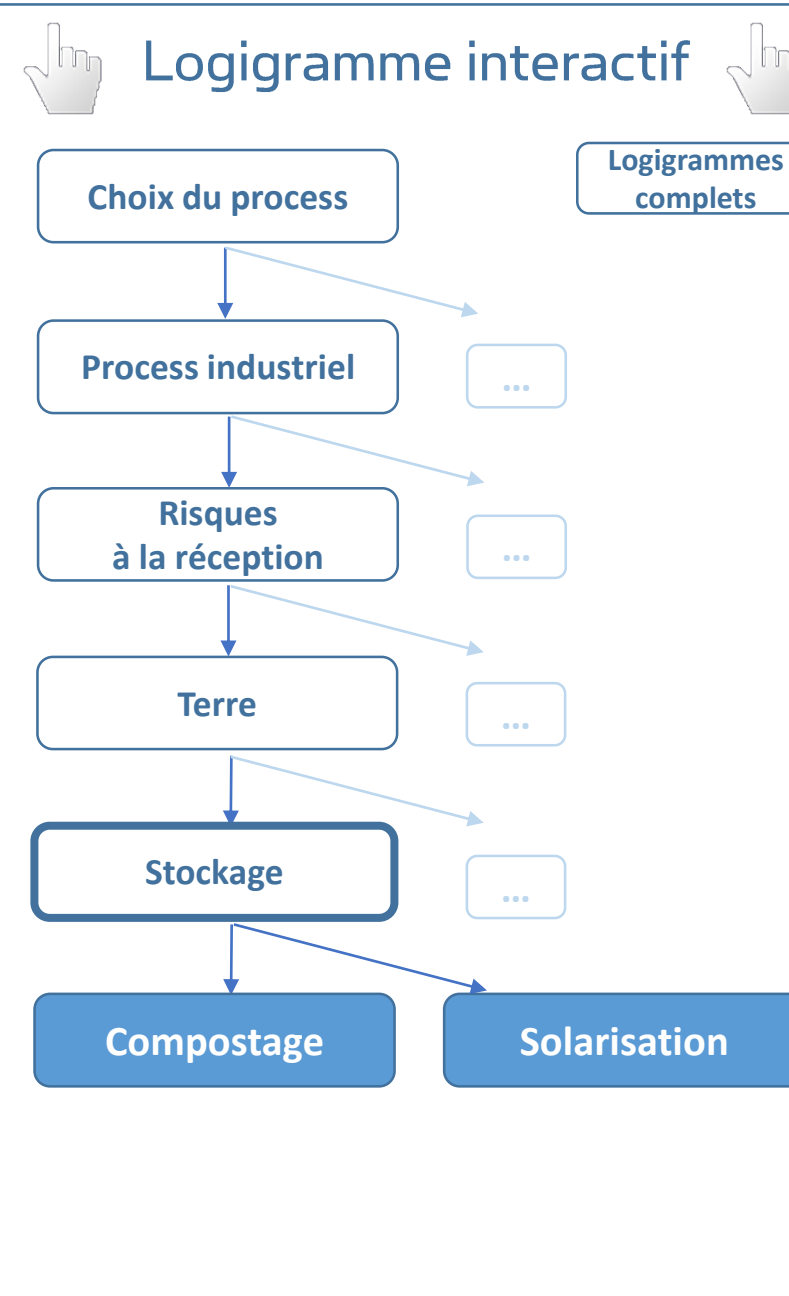 Logigramme interactif
Logigrammes
complets
Choix du process
Process industriel
...
Risques
à la réception
...
Terre
...
Stockage
...
Compostage
Solarisation